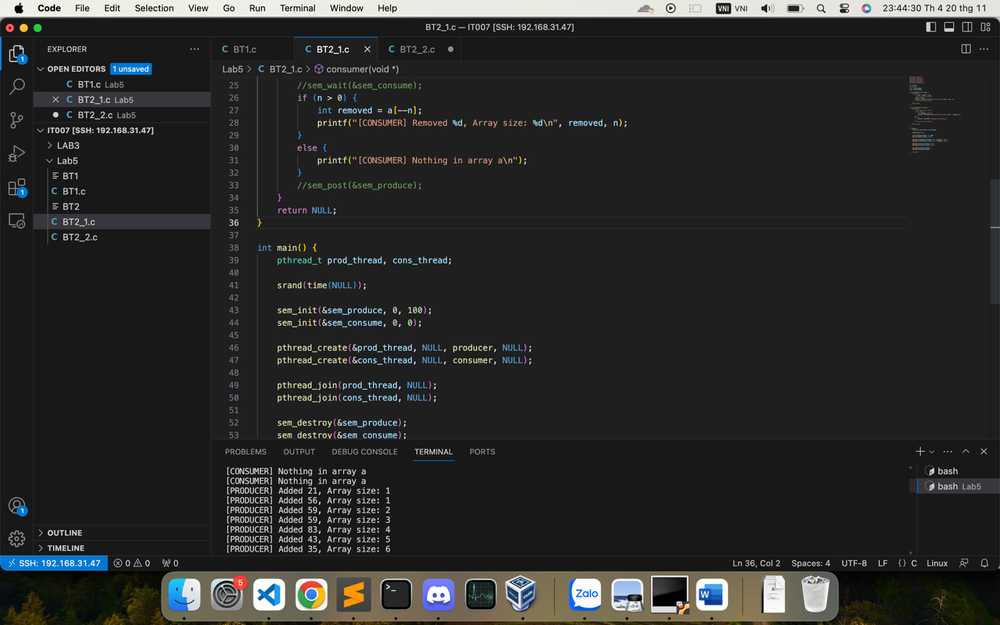 Code File Edit Selection View Go Run Terminal Window Help VNI VNI 23:44:30 Th 4 20 thg 11
BT2_1.c — IT007 [SSH: 192.168.31.47]
EXPLORER
OPEN EDITORS 1 unsaved
C BT1.c Lab5
C BT2_1.c Lab5
C BT2_2.c Lab5
IT007 [SSH: 192.168.31.47]
LAB3
Lab5
BT1
C BT1.c
BT2
C BT2_1.c
C BT2_2.c
OUTLINE
TIMELINE
1
1
1
C BT1.c C BT2_1.c C BT2_2.c
Lab5 > C BT2_1.c > consumer(void *)
25 //sem_wait(&sem_consume);
26 if (n > 0) {
27 int removed = a[--n];
28 printf("[CONSUMER] Removed %d, Array size: %d\n", removed, n);
29 }
30 else {
31 printf("[CONSUMER] Nothing in array a\n");
32 }
33 //sem_post(&sem_produce);
34 }
35 return NULL;
36 }
37
38 int main() {
39 pthread_t prod_thread, cons_thread;
40
41 srand(time(NULL));
42
43 sem_init(&sem_produce, 0, 100);
44 sem_init(&sem_consume, 0, 0);
45
46 pthread_create(&prod_thread, NULL, producer, NULL);
47 pthread_create(&cons_thread, NULL, consumer, NULL);
48
49 pthread_join(prod_thread, NULL);
50 pthread_join(cons_thread, NULL);
51
52 sem_destroy(&sem_produce);
53 sem_destroy(&sem_consume);
PROBLEMS OUTPUT DEBUG CONSOLE TERMINAL PORTS
[CONSUMER] Nothing in array a
[CONSUMER] Nothing in array a
[PRODUCER] Added 21, Array size: 1
[PRODUCER] Added 56, Array size: 1
[PRODUCER] Added 59, Array size: 2
[PRODUCER] Added 59, Array size: 3
[PRODUCER] Added 83, Array size: 4
[PRODUCER] Added 43, Array size: 5
[PRODUCER] Added 35, Array size: 6
bash
bash Lab5
SSH: 192.168.31.47 0 0 0 Ln 36, Col 2 Spaces: 4 UTF-8 LF {} C Linux
5
Zalo
W